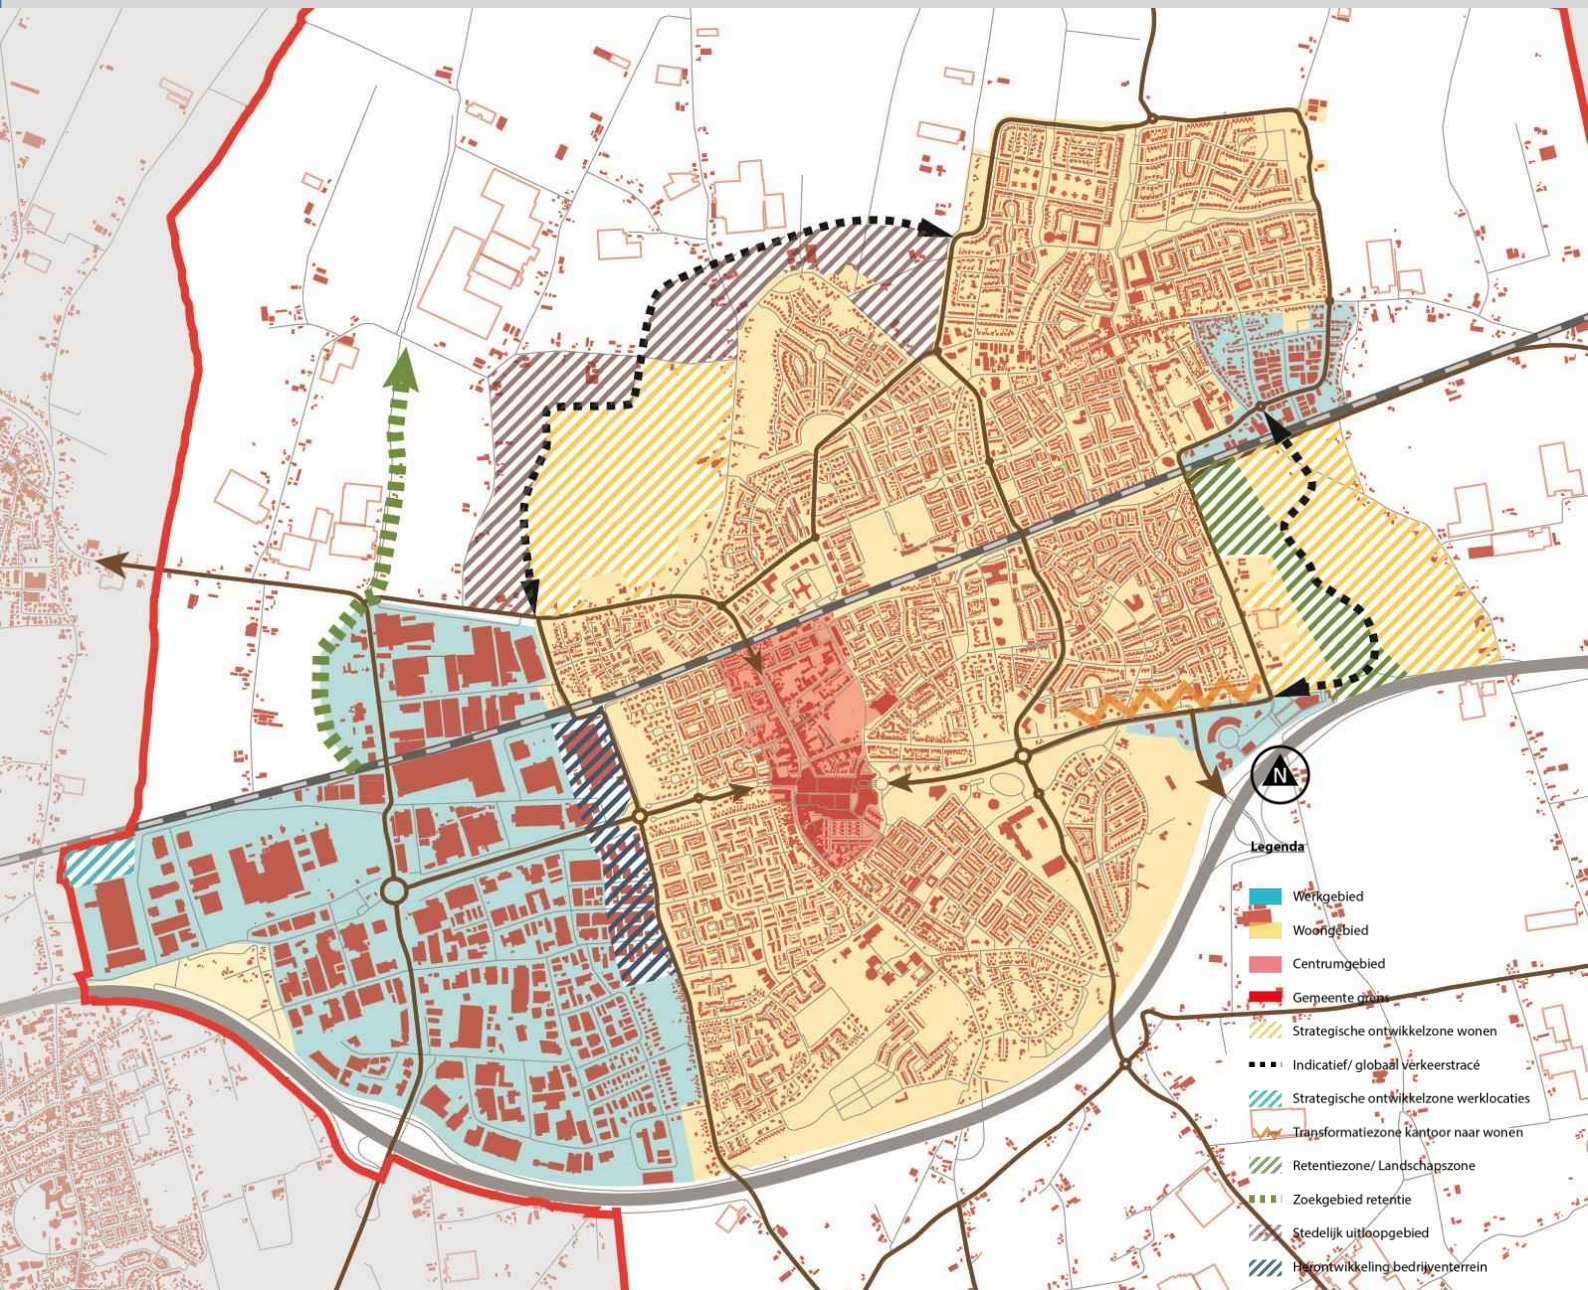 N
Legenda
Werkgebied
Woongebied
Centrumgebied
Gemeente grens
Strategische ontwikkelzone wonen
Indicatief/ globaal verkeerstracé
Strategische ontwikkelzone werklocaties
Transformatiezone kantoor naar wonen
Retentiezone/ Landschapszone
Zoekgebied retentie
Stedelijk uitloopgebied
Herontwikkeling bedrijventerrein